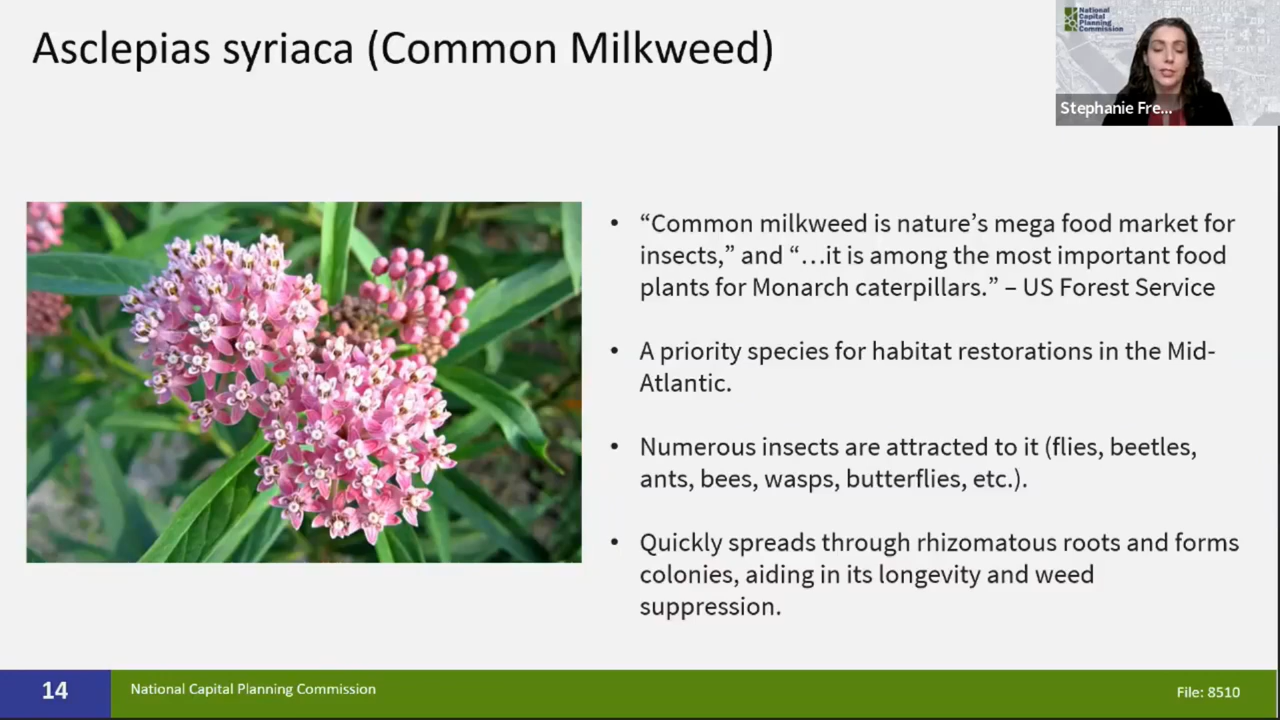 Asclepias syriaca (Common Milkweed)
National
Capital
Planning
Commission
Stephanie Fre...
• “Common milkweed is nature’s mega food market for
insects,” and “…it is among the most important food
plants for Monarch caterpillars.” – US Forest Service
• A priority species for habitat restorations in the Mid-
Atlantic.
• Numerous insects are attracted to it (flies, beetles,
ants, bees, wasps, butterflies, etc.).
• Quickly spreads through rhizomatous roots and forms
colonies, aiding in its longevity and weed
suppression.
14
National Capital Planning Commission
File: 8510